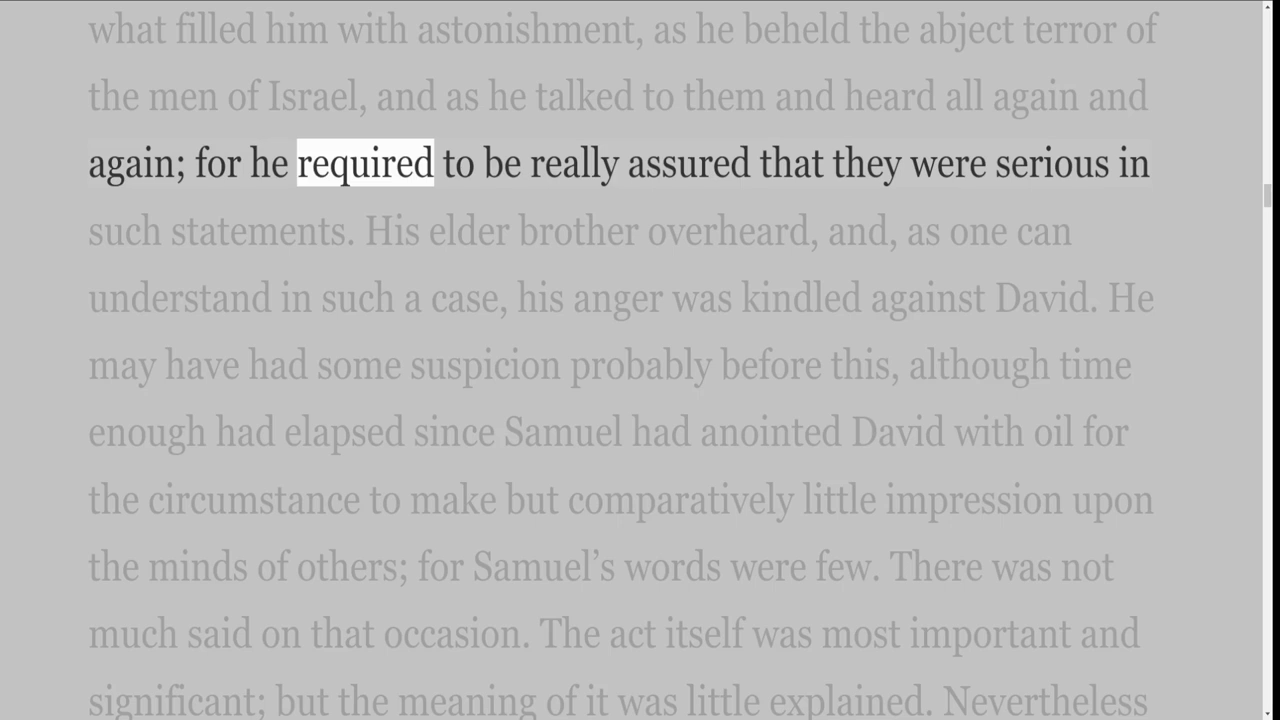 what filled him with astonishment, as he beheld the abject terror of
the men of Israel, and as he talked to them and heard all again and
again; for he required to be really assured that they were serious in
such statements. His elder brother overheard, and, as one can
understand in such a case, his anger was kindled against David. He
may have had some suspicion probably before this, although time
enough had elapsed since Samuel had anointed David with oil for
the circumstance to make but comparatively little impression upon
the minds of others; for Samuel’s words were few. There was not
much said on that occasion. The act itself was most important and
significant; but the meaning of it was little explained. Nevertheless